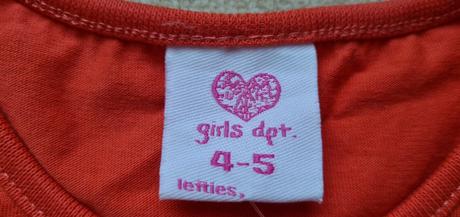 girls dpt.
4-5
lefties,